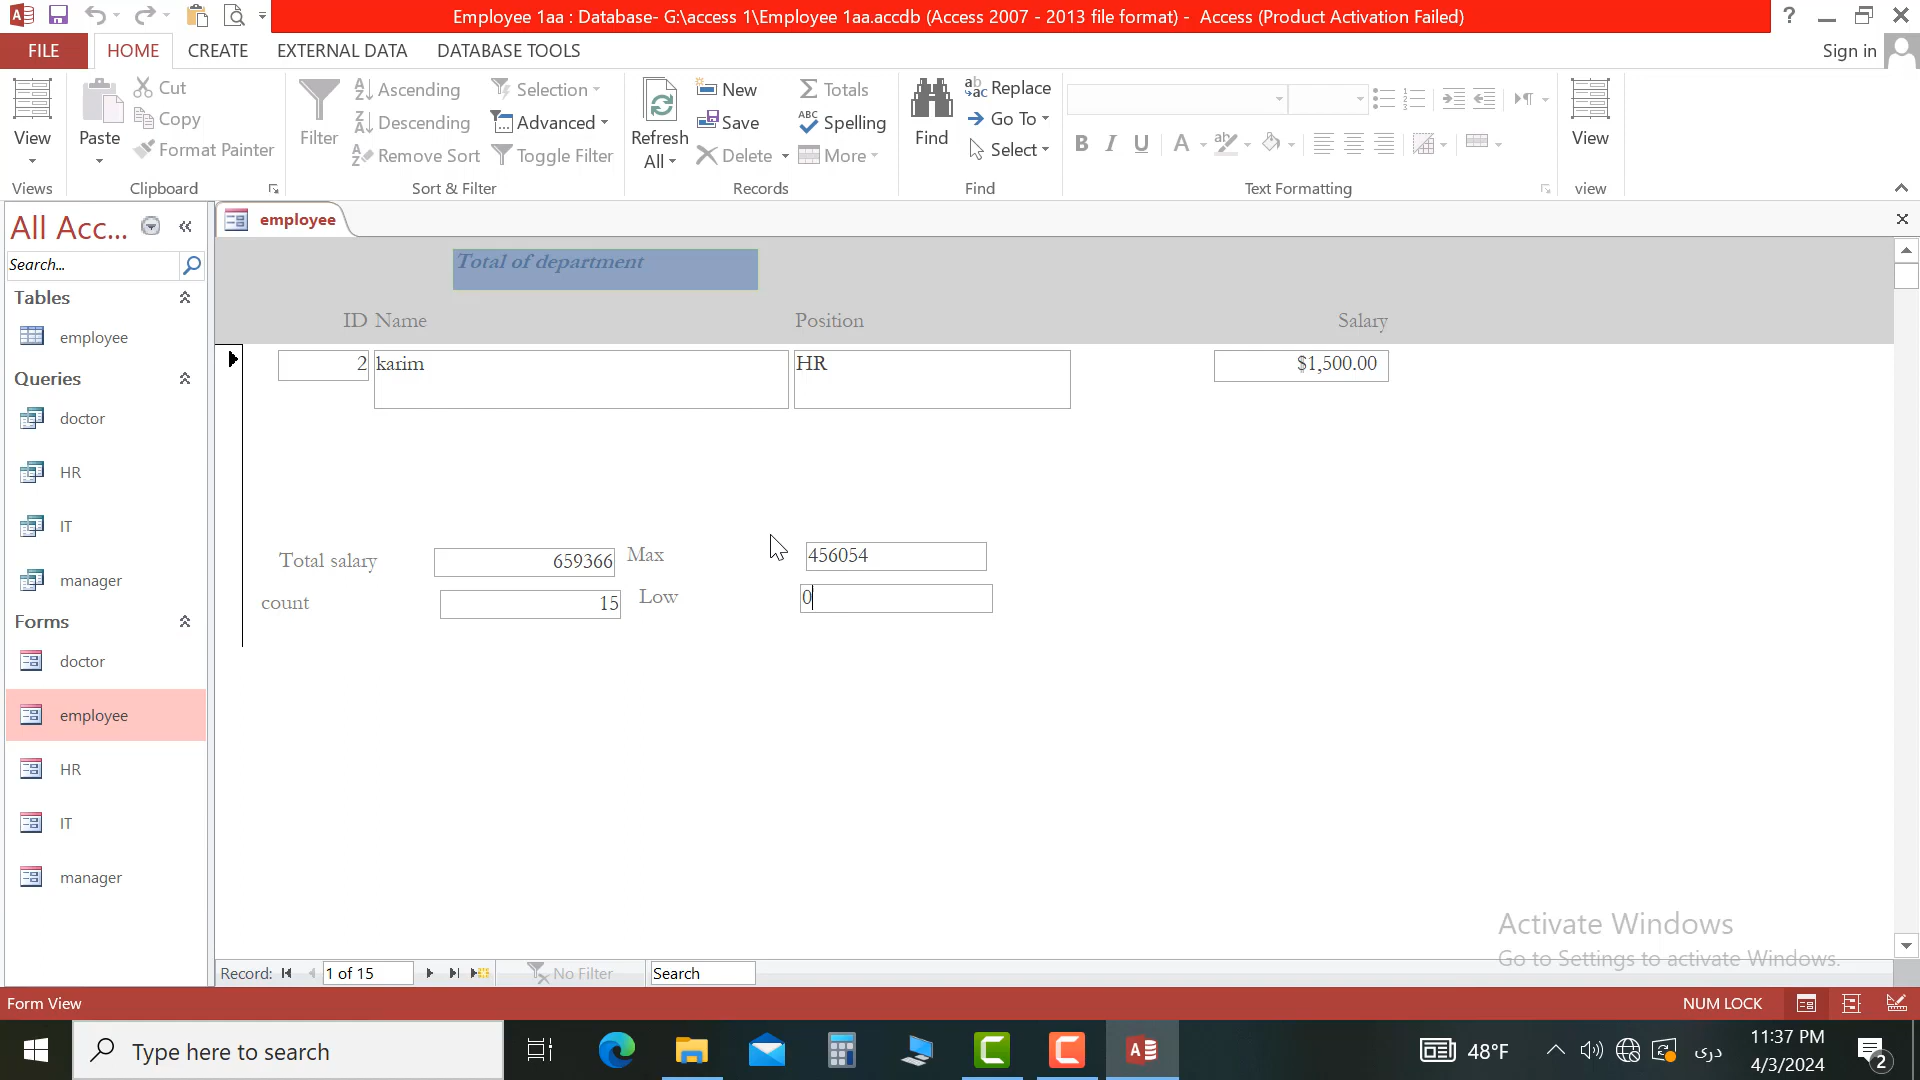 Employee 1aa : Database- G:\access 1\Employee 1aa.accdb (Access 2007 - 2013 file format) - Access (Product Activation Failed)
?
FILE HOME CREATE EXTERNAL DATA DATABASE TOOLS Sign in
View
Views
Paste
Cut
Copy
Format Painter
Clipboard
Filter
Ascending
Descending
Remove Sort
Selection
Advanced
Toggle Filter
Sort & Filter
Refresh
All
New
Save
Delete
Totals
Spelling
More
Records
Find
Replace
Go To
Select
Find
B I U A
Text Formatting
View
view
All Acc...
Search...
Tables
employee
Queries
doctor
HR
IT
manager
Forms
doctor
employee
HR
IT
manager
employee
Total of department
ID Name Position Salary
2 karim HR $1,500.00
Total salary 659366 Max 456054
count 15 Low 0
Activate Windows
Go to Settings to activate Windows.
Record: 1 of 15 No Filter Search
Form View NUM LOCK
Type here to search
48°F
دری
11:37 PM
4/3/2024
2